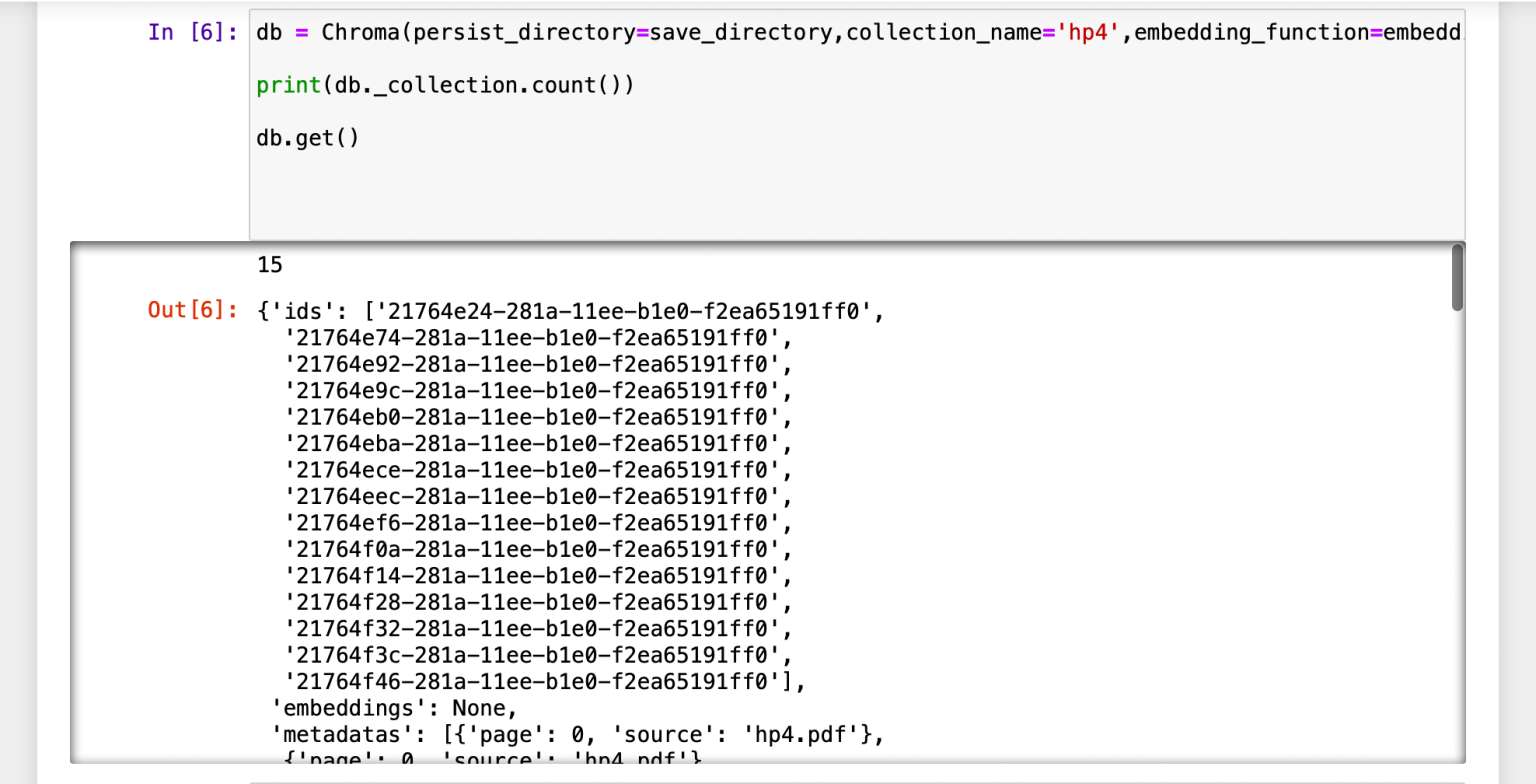 In [6]: db = Chroma(persist_directory=save_directory,collection_name='hp4',embedding_function=embedd
print(db._collection.count())
db.get()
15
Out[6]: {'ids': ['21764e24-281a-11ee-b1e0-f2ea65191ff0',
'21764e74-281a-11ee-b1e0-f2ea65191ff0',
'21764e92-281a-11ee-b1e0-f2ea65191ff0',
'21764e9c-281a-11ee-b1e0-f2ea65191ff0',
'21764eb0-281a-11ee-b1e0-f2ea65191ff0',
'21764eba-281a-11ee-b1e0-f2ea65191ff0',
'21764ece-281a-11ee-b1e0-f2ea65191ff0',
'21764eec-281a-11ee-b1e0-f2ea65191ff0',
'21764ef6-281a-11ee-b1e0-f2ea65191ff0',
'21764f0a-281a-11ee-b1e0-f2ea65191ff0',
'21764f14-281a-11ee-b1e0-f2ea65191ff0',
'21764f28-281a-11ee-b1e0-f2ea65191ff0',
'21764f32-281a-11ee-b1e0-f2ea65191ff0',
'21764f3c-281a-11ee-b1e0-f2ea65191ff0',
'21764f46-281a-11ee-b1e0-f2ea65191ff0'],
'embeddings': None,
'metadatas': [{'page': 0, 'source': 'hp4.pdf'},
{'page': 0, 'source': 'hp4.pdf'}